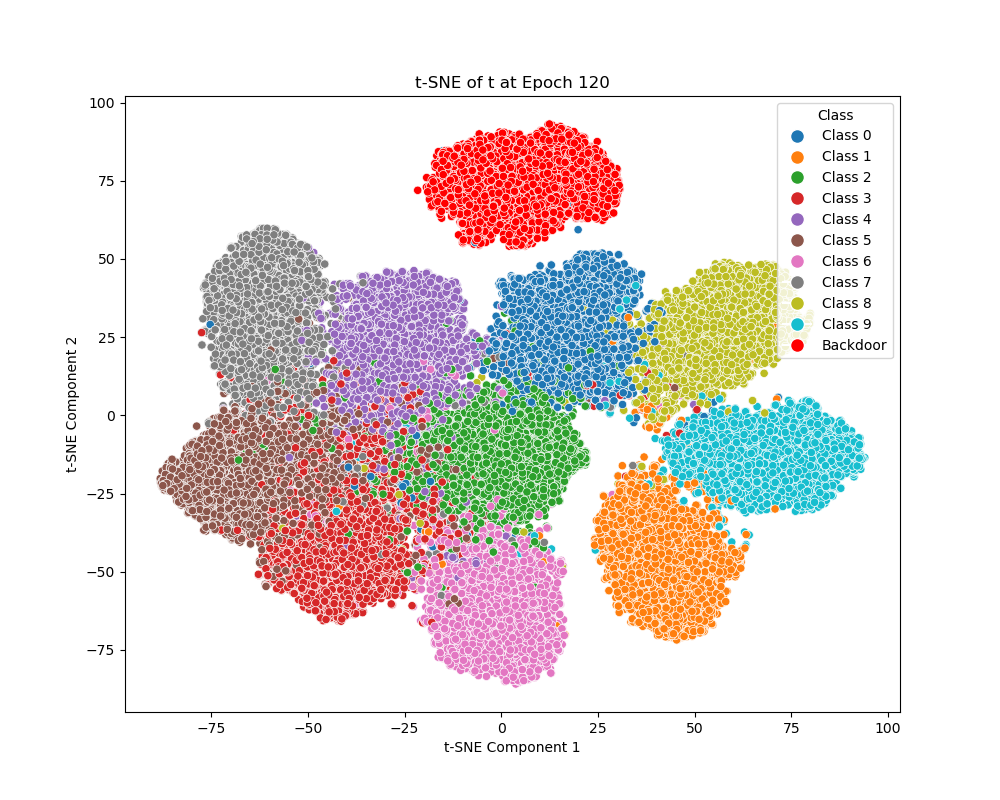 t-SNE of t at Epoch 120
t-SNE Component 2
100
75
50
25
0
−25
−50
−75
−75
−50
−25
0
25
50
75
100
t-SNE Component 1
Class
Class 0
Class 1
Class 2
Class 3
Class 4
Class 5
Class 6
Class 7
Class 8
Class 9
Backdoor